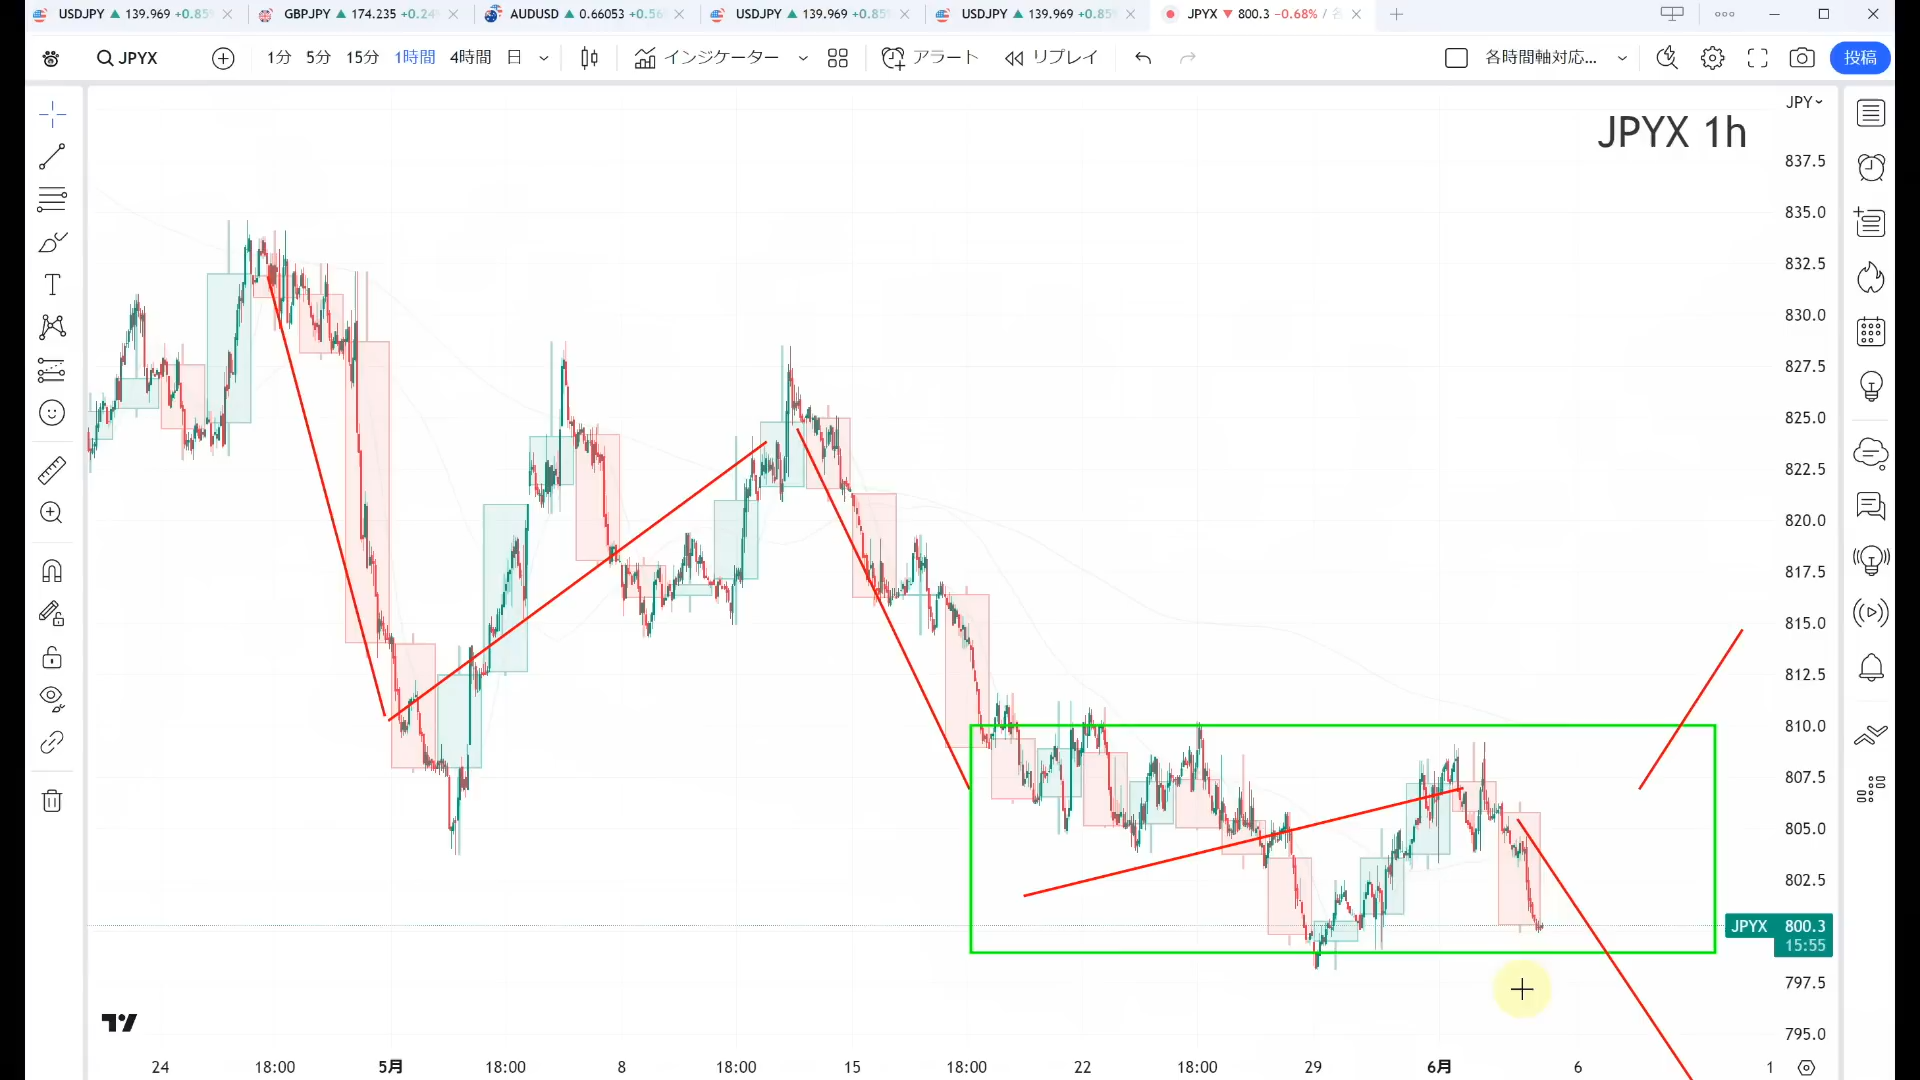 USDJPY ▲ 139.969 +0.85
GBPJPY ▲ 174.235 +0.24
AUDUSD ▲ 0.66053 +0.56
USDJPY ▲ 139.969 +0.85
USDJPY ▲ 139.969 +0.85
JPYX ▼ 800.3 −0.68% /
JPYX
1分
5分
15分
1時間
4時間
日
インジケーター
アラート
リプレイ
各時間軸対応...
投稿
JPY
JPYX 1h
837.5
835.0
832.5
830.0
827.5
825.0
822.5
820.0
817.5
815.0
812.5
810.0
807.5
805.0
802.5
JPYX 800.3
15:55
797.5
795.0
24
18:00
5月
18:00
8
18:00
15
18:00
22
18:00
29
6月
6
1